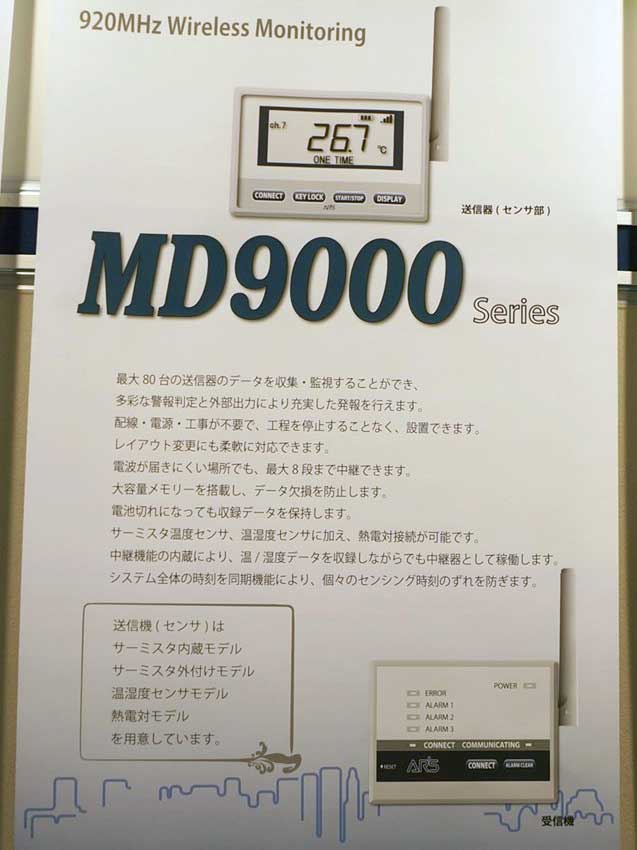 920MHz Wireless Monitoring
ch.7
26.7 ℃
ONE TIME
CONNECT KEY LOCK START/STOP DISPLAY
ARS
送信器 ( センサ部 )
MD9000 Series
最大 80 台の送信器のデータを収集・監視することができ、
多彩な警報判定と外部出力により充実した発報を行えます。
配線・電源・工事が不要で、工程を停止することなく、設置できます。
レイアウト変更にも柔軟に対応できます。
電波が届きにくい場所でも、最大 8 段まで中継できます。
大容量メモリーを搭載し、データ欠損を防止します。
電池切れになっても収録データを保持します。
サーミスタ温度センサ、温湿度センサに加え、熱電対接続が可能です。
中継機能の内蔵により、温 / 湿度データを収録しながらでも中継器として稼働します。
システム全体の時刻を同期機能により、個々のセンシング時刻のずれを防ぎます。
送信機 ( センサ ) は
サーミスタ内蔵モデル
サーミスタ外付けモデル
温湿度センサモデル
熱電対モデル
を用意しています。
POWER
ERROR
ALARM 1
ALARM 2
ALARM 3
CONNECT COMMUNICATING
RESET ARS CONNECT ALARM CLEAR
受信機